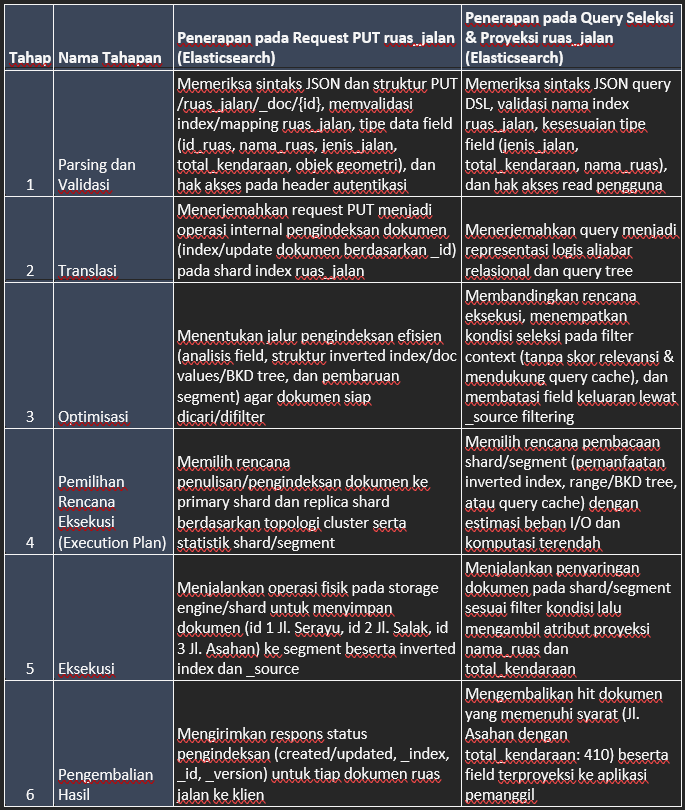 Tahap
Nama Tahapan
Penerapan pada Request PUT ruas_jalan
(Elasticsearch)
Penerapan pada Query Seleksi
& Proyeksi ruas_jalan
(Elasticsearch)
1
Parsing dan
Validasi
Memeriksa sintaks JSON dan struktur PUT
/ruas_jalan/_doc/{id}, memvalidasi
index/mapping ruas_jalan, tipe data field
(id_ruas, nama_ruas, jenis_jalan,
total_kendaraan, objek geometri), dan
hak akses pada header autentikasi
Memeriksa sintaks JSON query
DSL, validasi nama index
ruas_jalan, kesesuaian tipe
field (jenis_jalan,
total_kendaraan, nama_ruas),
dan hak akses read pengguna
2
Translasi
Menerjemahkan request PUT menjadi
operasi internal pengindeksan dokumen
(index/update dokumen berdasarkan _id)
pada shard index ruas_jalan
Menerjemahkan query menjadi
representasi logis aljabar
relasional dan query tree
3
Optimisasi
Menentukan jalur pengindeksan efisien
(analisis field, struktur inverted index/doc
values/BKD tree, dan pembaruan
segment) agar dokumen siap
dicari/difilter
Membandingkan rencana
eksekusi, menempatkan
kondisi seleksi pada filter
context (tanpa skor relevansi &
mendukung query cache), dan
membatasi field keluaran lewat
_source filtering
4
Pemilihan
Rencana
Eksekusi
(Execution Plan)
Memilih rencana
penulisan/pengindeksan dokumen ke
primary shard dan replica shard
berdasarkan topologi cluster serta
statistik shard/segment
Memilih rencana pembacaan
shard/segment (pemanfaatan
inverted index, range/BKD tree,
atau query cache) dengan
estimasi beban I/O dan
komputasi terendah
5
Eksekusi
Menjalankan operasi fisik pada storage
engine/shard untuk menyimpan
dokumen (id 1 Jl. Serayu, id 2 Jl. Salak, id
3 Jl. Asahan) ke segment beserta inverted
index dan _source
Menjalankan penyaringan
dokumen pada shard/segment
sesuai filter kondisi lalu
mengambil atribut proyeksi
nama_ruas dan
total_kendaraan
6
Pengembalian
Hasil
Mengirimkan respons status
pengindeksan (created/updated, _index,
_id, _version) untuk tiap dokumen ruas
jalan ke klien
Mengembalikan hit dokumen
yang memenuhi syarat (Jl.
Asahan dengan
total_kendaraan: 410) beserta
field terproyeksi ke aplikasi
pemanggil